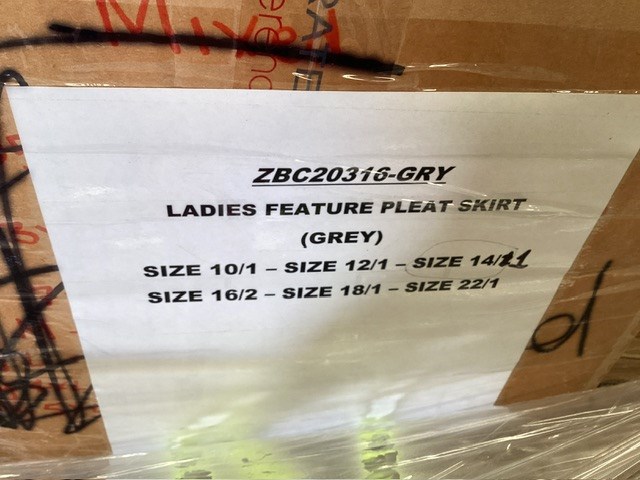 ZBC20316-GRY
LADIES FEATURE PLEAT SKIRT
(GREY)
SIZE 10/1 – SIZE 12/1 – SIZE 14/1
SIZE 16/2 – SIZE 18/1 – SIZE 22/1